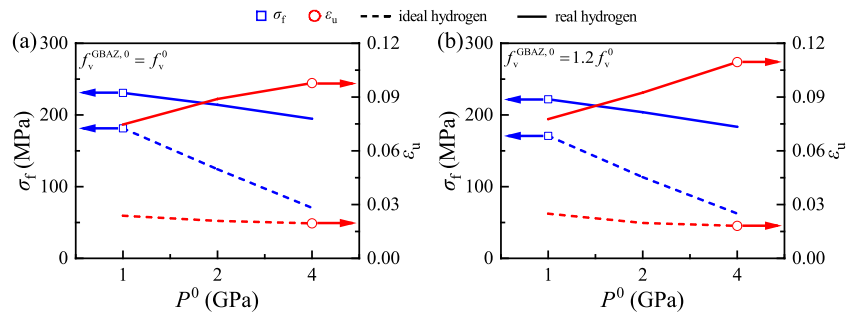 σf εu ideal hydrogen real hydrogen
(a) (b)
fvGBAZ, 0 = fv0
fvGBAZ, 0 = 1.2 fv0
300 0.12 300 0.12
200 0.09 200 0.09
0.06 0.06
100 100
0.03 0.03
0 0.00 0 0.00
σf (MPa) εu σf (MPa) εu
1 2 4 1 2 4
P0 (GPa) P0 (GPa)